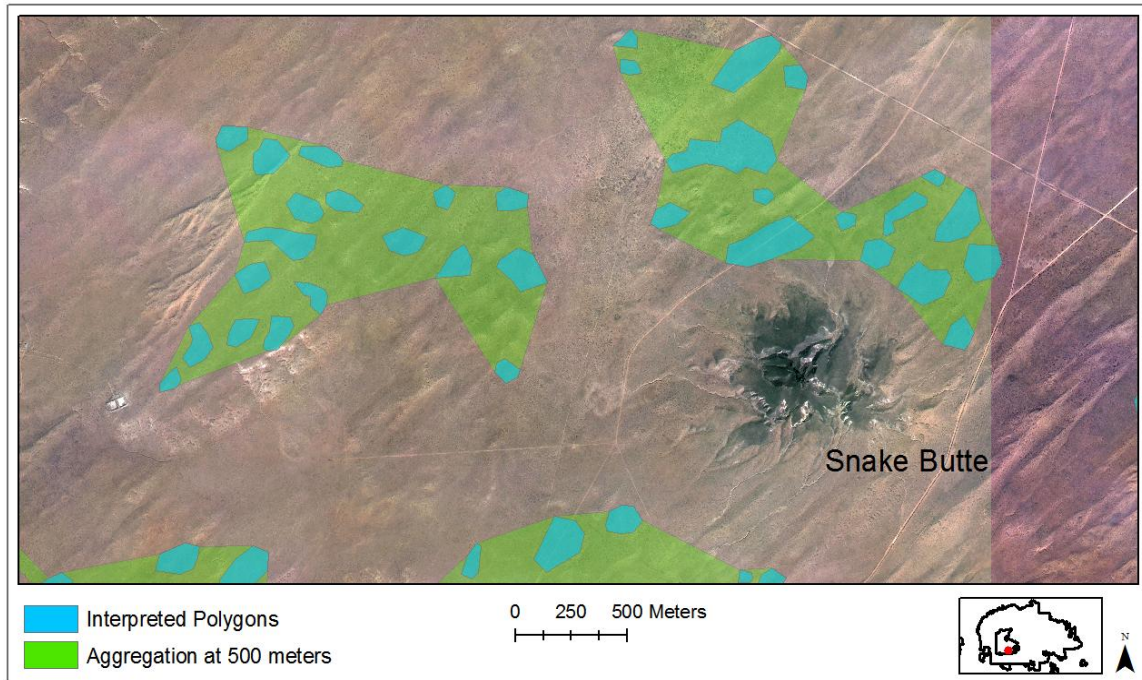 Snake Butte
Interpreted Polygons
Aggregation at 500 meters
0 250 500 Meters
N